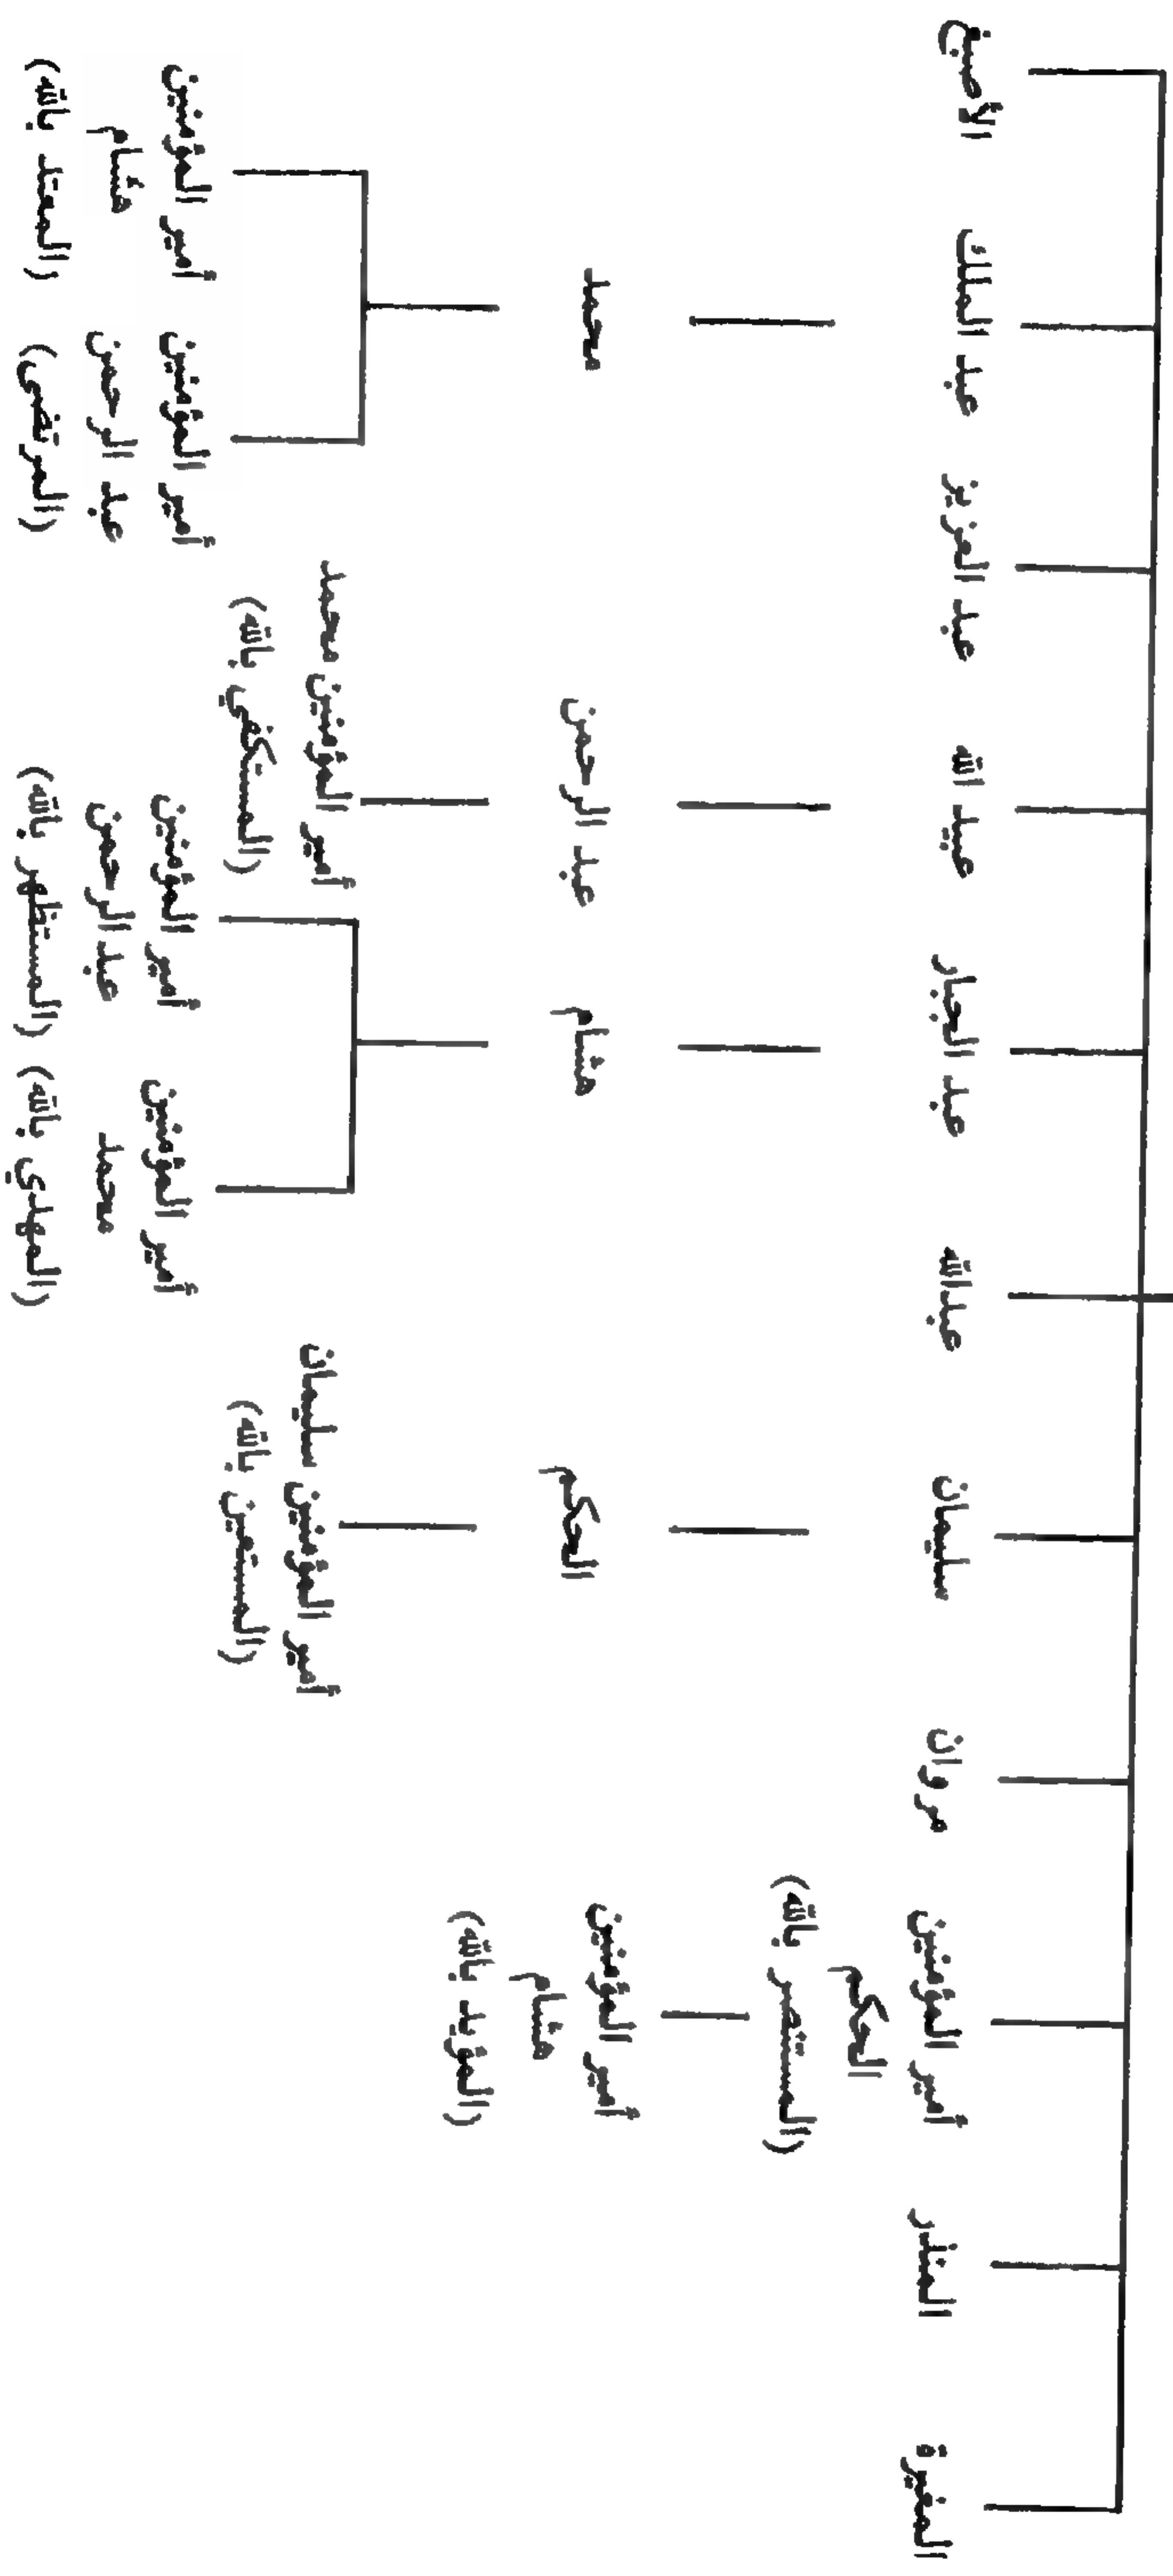 الأصبغ
عبد الملك
عبد العزيز
عبيد الله
عبد الجبار
عبدالله
سليمان
مروان
أمير المؤمنين
الحكم
(المستنصر بالله)
المنذر
المغيرة
محمد
عبد الرحمن
هشام
الحكم
أمير المؤمنين
هشام
(المؤيد بالله)
أمير المؤمنين محمد
(المستكفي بالله)
أمير المؤمنين سليمان
(المستعين بالله)
أمير المؤمنين
هشام
(المعتد بالله)
أمير المؤمنين
عبد الرحمن
(المرتضى)
أمير المؤمنين
عبد الرحمن
(المستظهر بالله)
أمير المؤمنين
محمد
(المهدي بالله)